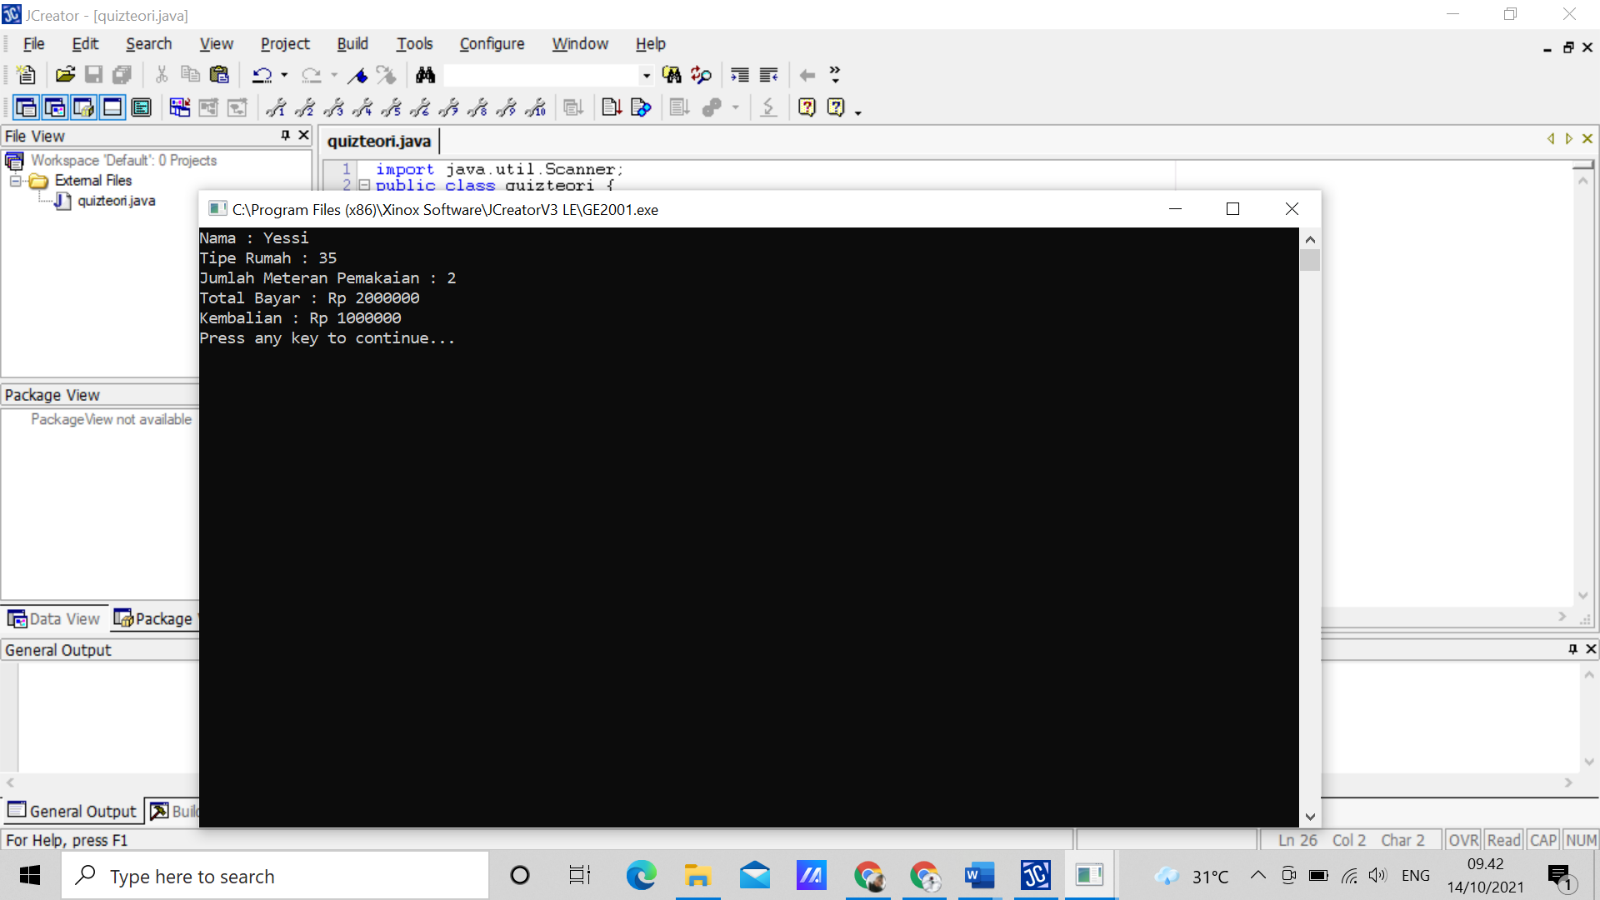 JCreator - [quizteori.java]
File Edit Search View Project Build Tools Configure Window Help
File View
Workspace 'Default': 0 Projects
External Files
quizteori.java
quizteori.java
1 import java.util.Scanner;
2 public class quizteori {
C:\Program Files (x86)\Xinox Software\JCreatorV3 LE\GE2001.exe
Nama : Yessi
Tipe Rumah : 35
Jumlah Meteran Pemakaian : 2
Total Bayar : Rp 2000000
Kembalian : Rp 1000000
Press any key to continue...
Package View
PackageView not available
Data View Package
General Output
General Output
For Help, press F1
Ln 26 Col 2 Char 2 OVR Read CAP NUM
Type here to search
31°C
ENG
09.42
14/10/2021
1